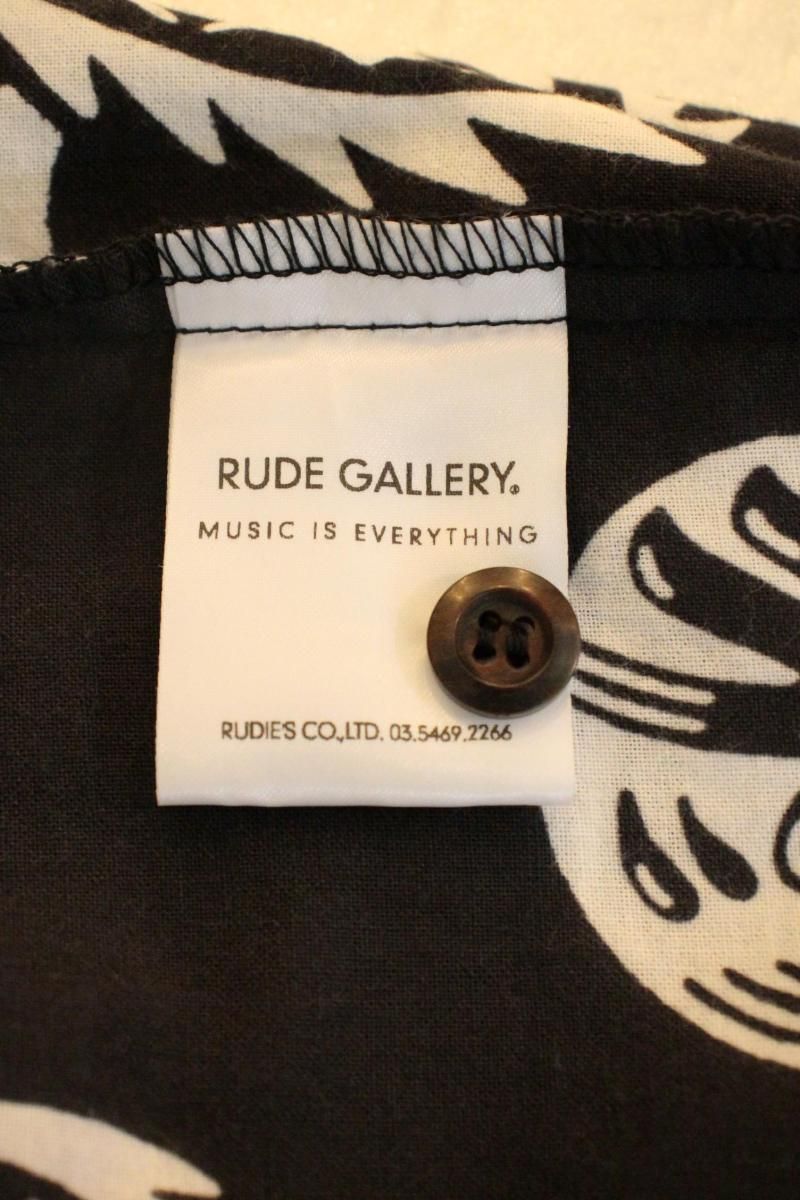 RUDE GALLERY®
MUSIC IS EVERYTHING
RUDIE'S CO.,LTD. 03.5469.2266